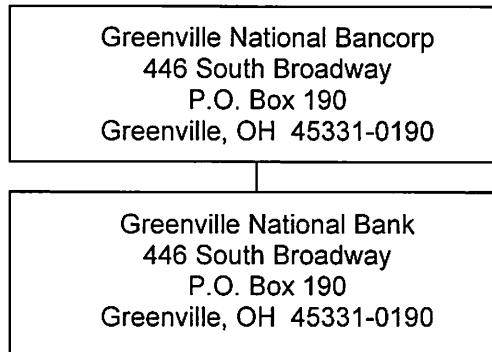 Greenville National Bancorp
446 South Broadway
P.O. Box 190
Greenville, OH 45331-0190
Greenville National Bank
446 South Broadway
P.O. Box 190
Greenville, OH 45331-0190